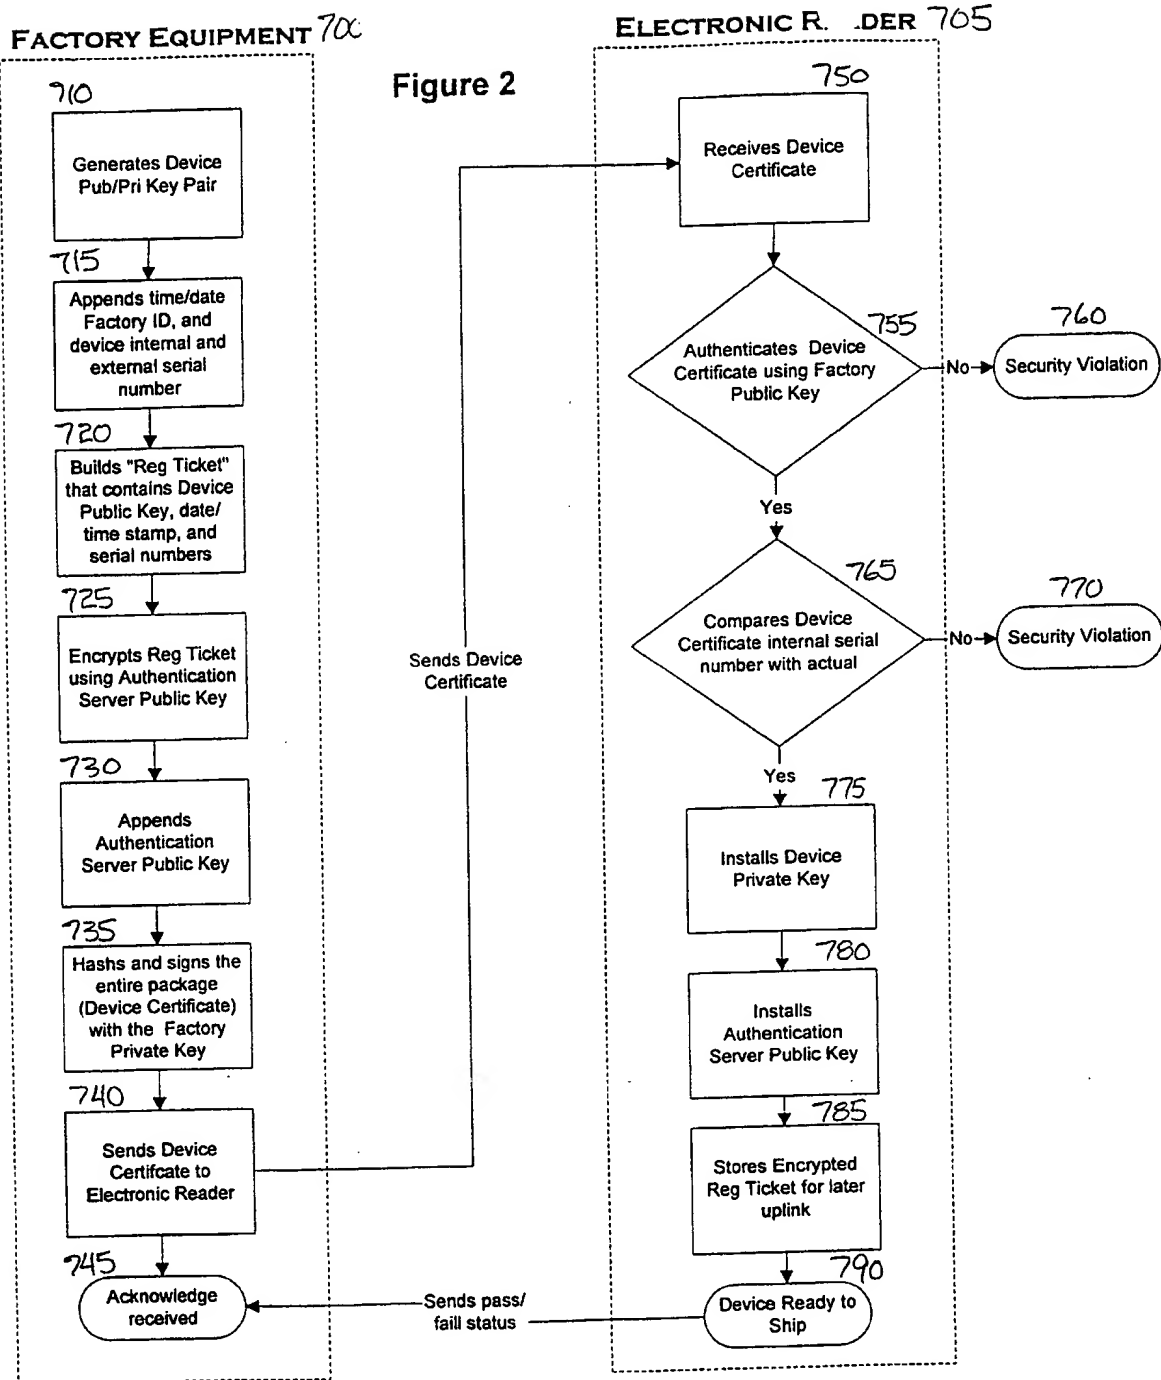 FACTORY EQUIPMENT 700
ELECTRONIC R. .DER 705
Figure 2
710
Generates Device
Pub/Pri Key Pair
715
Appends time/date
Factory ID, and
device internal and
external serial
number
720
Builds "Reg Ticket"
that contains Device
Public Key, date/
time stamp, and
serial numbers
725
Encrypts Reg Ticket
using Authentication
Server Public Key
730
Appends
Authentication
Server Public Key
735
Hashs and signs the
entire package
(Device Certificate)
with the Factory
Private Key
740
Sends Device
Certifcate to
Electronic Reader
745
Acknowledge
received
Sends Device
Certificate
Sends pass/
faill status
750
Receives Device
Certificate
755
Authenticates Device
Certificate using Factory
Public Key
No
760
Security Violation
Yes
765
Compares Device
Certificate internal serial
number with actual
No
770
Security Violation
Yes
775
Installs Device
Private Key
780
Installs
Authentication
Server Public Key
785
Stores Encrypted
Reg Ticket for later
uplink
790
Device Ready to
Ship